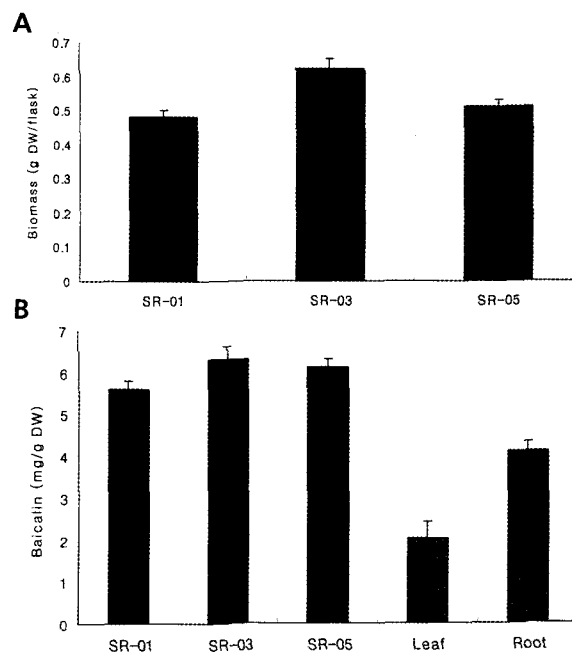 A
Biomass (g DW/flask)
0.7
0.6
0.5
0.4
0.3
0.2
0.1
0
SR-01 SR-03 SR-05
B
Baicalin (mg/g DW)
7
6
5
4
3
2
1
0
SR-01 SR-03 SR-05 Leaf Root